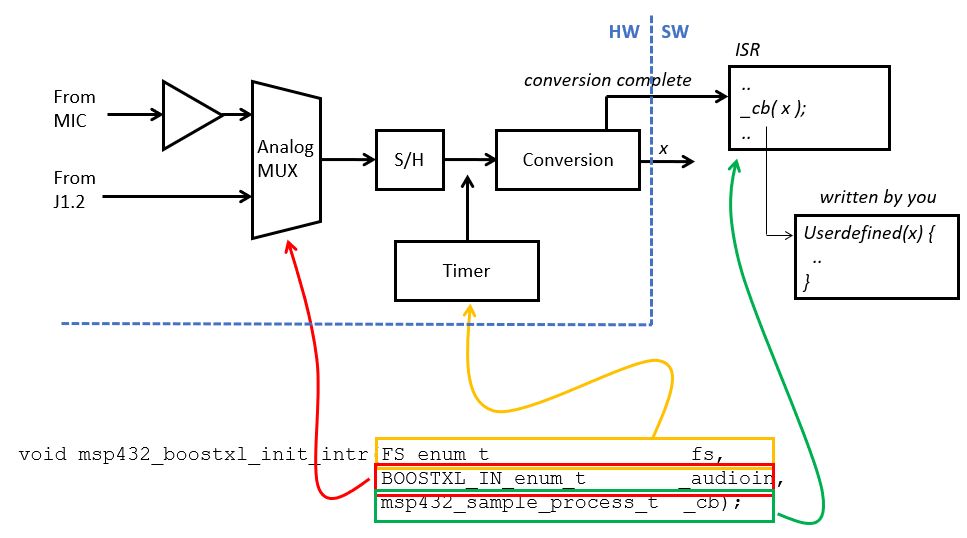 HW SW
ISR
conversion complete
..
_cb( x );
..
From
MIC
Analog
MUX
S/H
Conversion
x
From
J1.2
written by you
Userdefined(x) {
..
}
Timer
void msp432_boostxl_init_intr(FS_enum_t _fs,
BOOSTXL_IN_enum_t _audioin,
msp432_sample_process_t _cb);